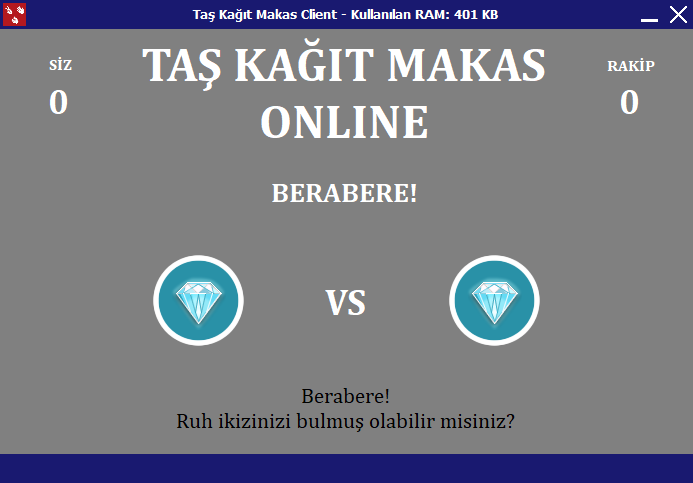 Taş Kağıt Makas Client - Kullanılan RAM: 401 KB
SİZ
0
TAŞ KAĞIT MAKAS
ONLINE
RAKİP
0
BERABERE!
VS
Berabere!
Ruh ikizinizi bulmuş olabilir misiniz?